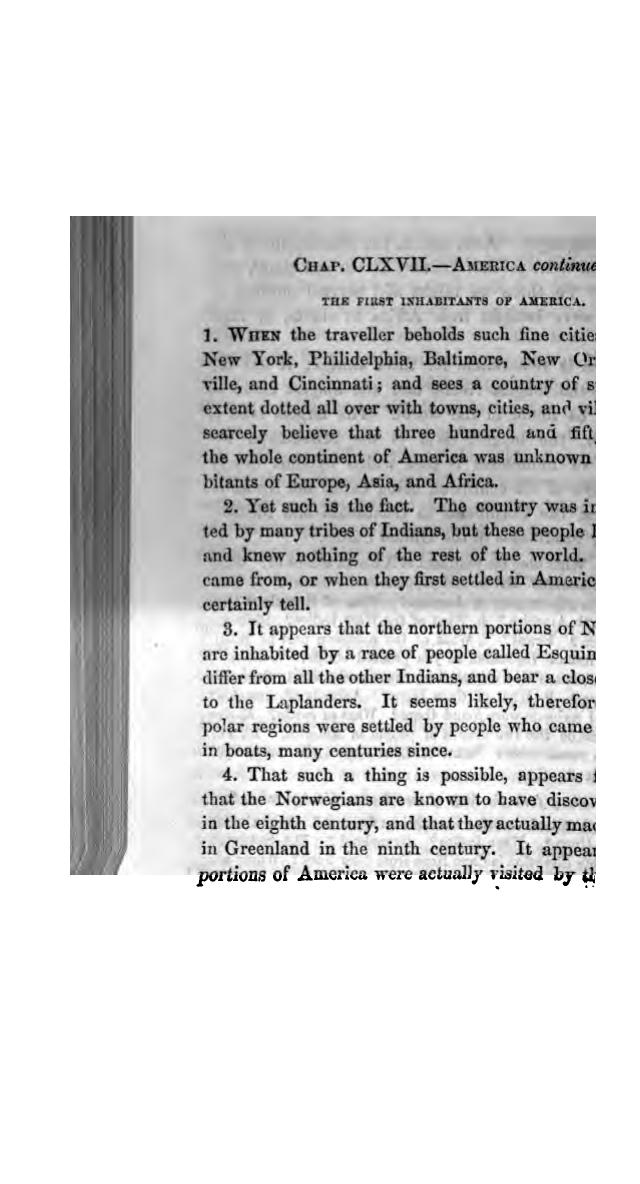 CHAP. CLXVII.—AMERICA continue
THE FIRST INHABITANTS OF AMERICA.
1. WHEN the traveller beholds such fine citie
New York, Philidelphia, Baltimore, New Or
ville, and Cincinnati; and sees a country of s
extent dotted all over with towns, cities, and vil
scarcely believe that three hundred and fift
the whole continent of America was unknown
bitants of Europe, Asia, and Africa.
2. Yet such is the fact. The country was in
ted by many tribes of Indians, but these people
and knew nothing of the rest of the world.
came from, or when they first settled in Americ
certainly tell.
3. It appears that the northern portions of N
are inhabited by a race of people called Esquim
differ from all the other Indians, and bear a clos
to the Laplanders. It seems likely, therefor
polar regions were settled by people who came
in boats, many centuries since.
4. That such a thing is possible, appears
that the Norwegians are known to have discov
in the eighth century, and that they actually mad
in Greenland in the ninth century. It appear
portions of America were actually visited by th